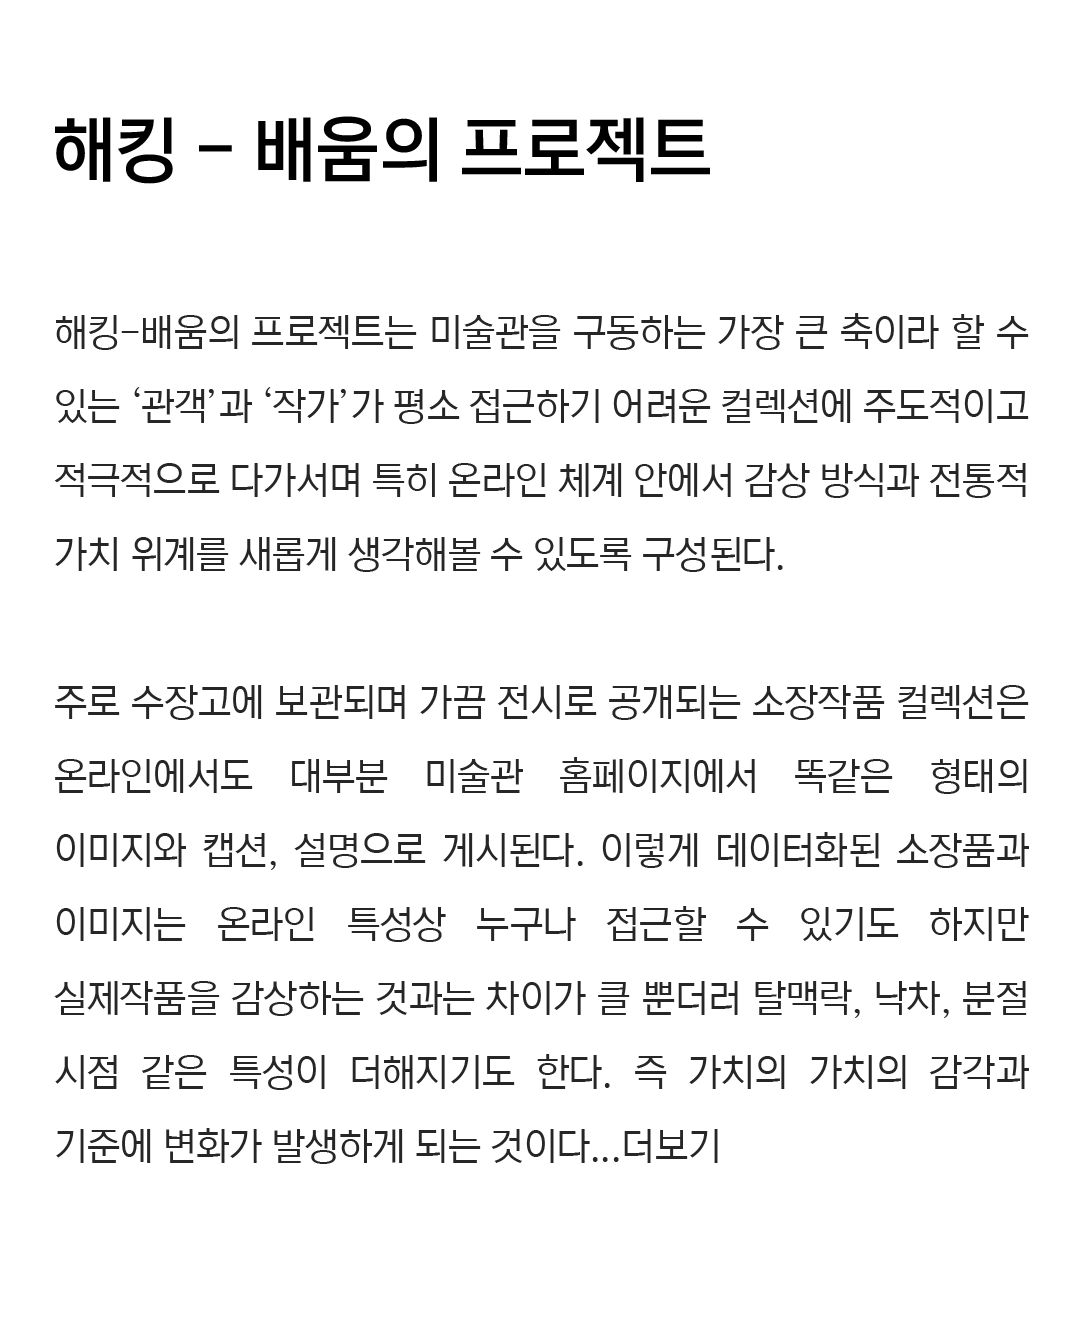 해킹 - 배움의 프로젝트
해킹-배움의 프로젝트는 미술관을 구동하는 가장 큰 축이라 할 수
있는 ‘관객’과 ‘작가’가 평소 접근하기 어려운 컬렉션에 주도적이고
적극적으로 다가서며 특히 온라인 체계 안에서 감상 방식과 전통적
가치 위계를 새롭게 생각해볼 수 있도록 구성된다.
주로 수장고에 보관되며 가끔 전시로 공개되는 소장작품 컬렉션은
온라인에서도 대부분 미술관 홈페이지에서 똑같은 형태의
이미지와 캡션, 설명으로 게시된다. 이렇게 데이터화된 소장품과
이미지는 온라인 특성상 누구나 접근할 수 있기도 하지만
실제작품을 감상하는 것과는 차이가 클 뿐더러 탈맥락, 낙차, 분절
시점 같은 특성이 더해지기도 한다. 즉 가치의 가치의 감각과
기준에 변화가 발생하게 되는 것이다...더보기